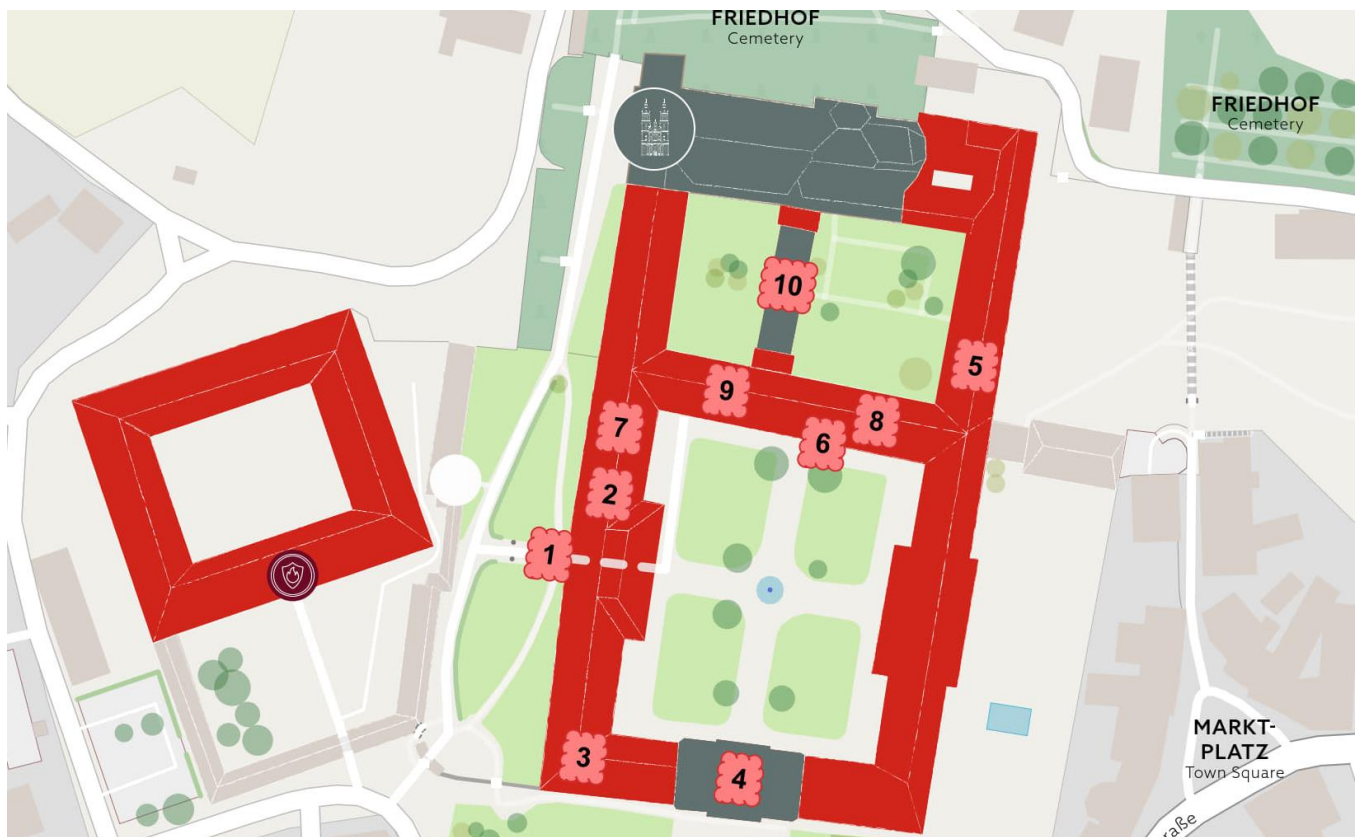 FRIEDHOF
Cemetery
FRIEDHOF
Cemetery
10
5
9
8
7
6
2
1
3
4
MARKT-
PLATZ
Town Square
raße